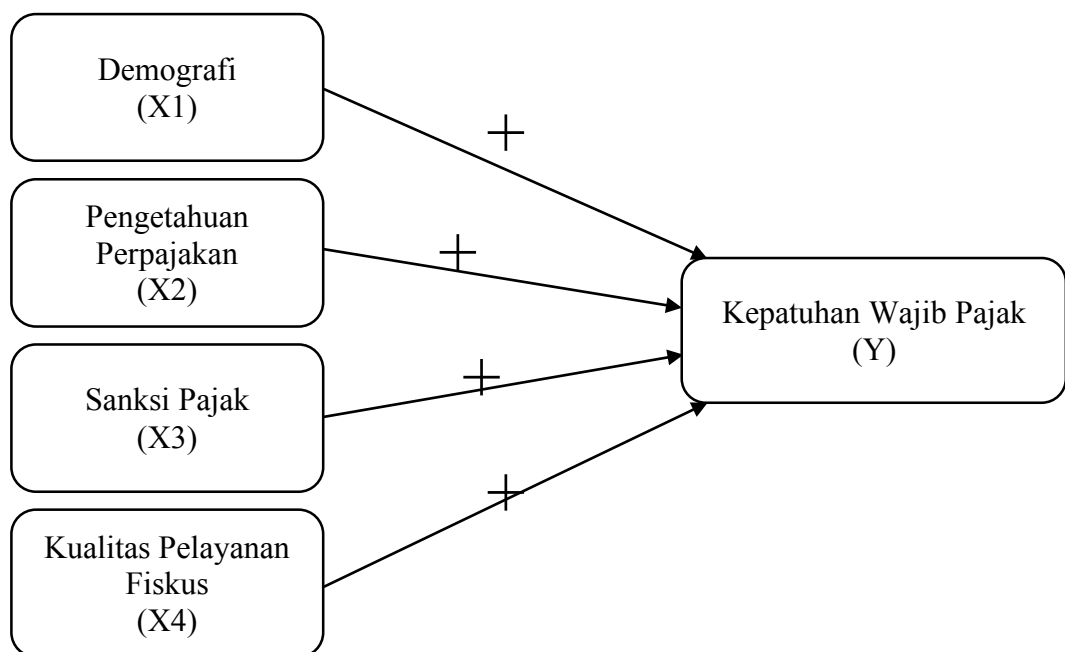 Demografi
(X1)
+
Pengetahuan
Perpajakan
(X2)
+
Sanksi Pajak
(X3)
+
Kualitas Pelayanan
Fiskus
(X4)
+
Kepatuhan Wajib Pajak
(Y)